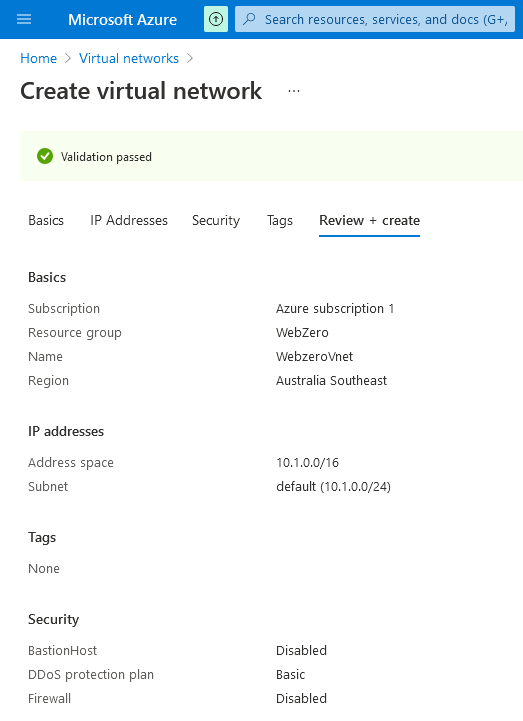 Microsoft Azure
Search resources, services, and docs (G+/
Home > Virtual networks >
Create virtual network ...
Validation passed
Basics IP Addresses Security Tags Review + create
Basics
Subscription Azure subscription 1
Resource group WebZero
Name WebzeroVnet
Region Australia Southeast
IP addresses
Address space 10.1.0.0/16
Subnet default (10.1.0.0/24)
Tags
None
Security
BastionHost Disabled
DDoS protection plan Basic
Firewall Disabled